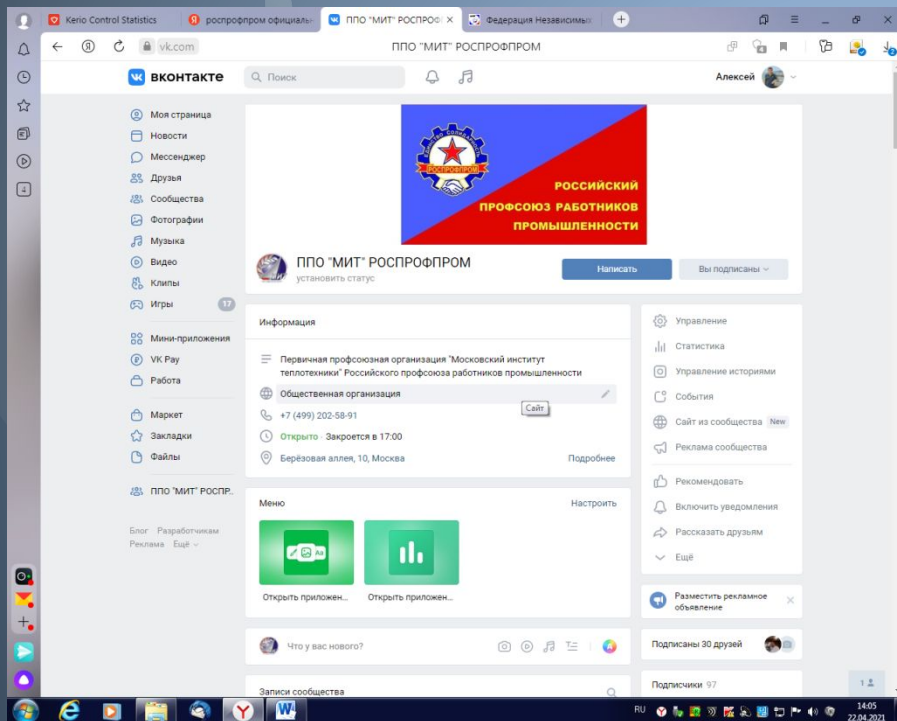 Kerio Control Statistics
роспрофпром официальн
ППО "МИТ" РОСПРОФІ
Федерация Независимых
vk.com
ППО "МИТ" РОСПРОФПРОМ
вконтакте
Поиск
Алексей
Моя страница
Новости
Мессенджер
Друзья
Сообщества
Фотографии
Музыка
Видео
Клипы
Игры 17
Мини-приложения
VK Pay
Работа
Маркет
Закладки
Файлы
ППО "МИТ" РОСПР..
Блог Разработчикам
Реклама Ещё
РОСПРОФПРОМ
РОССИЙСКИЙ
ПРОФСОЮЗ РАБОТНИКОВ
ПРОМЫШЛЕННОСТИ
ППО "МИТ" РОСПРОФПРОМ
установить статус
Написать
Вы подписаны
Информация
Первичная профсоюзная организация "Московский институт
теплотехники" Российского профсоюза работников промышленности
Общественная организация
Сайт
+7 (499) 202-58-91
Открыто · Закроется в 17:00
Берёзовая аллея, 10, Москва
Подробнее
Меню
Настроить
Открыть приложен...
Открыть приложен...
Что у вас нового?
Записи сообщества
Управление
Статистика
Управление историями
События
Сайт из сообщества New
Реклама сообщества
Рекомендовать
Включить уведомления
Рассказать друзьям
Ещё
Разместить рекламное
объявление
Подписаны 30 друзей
Подписчики 97
1
RU
14:05
22.04.2021